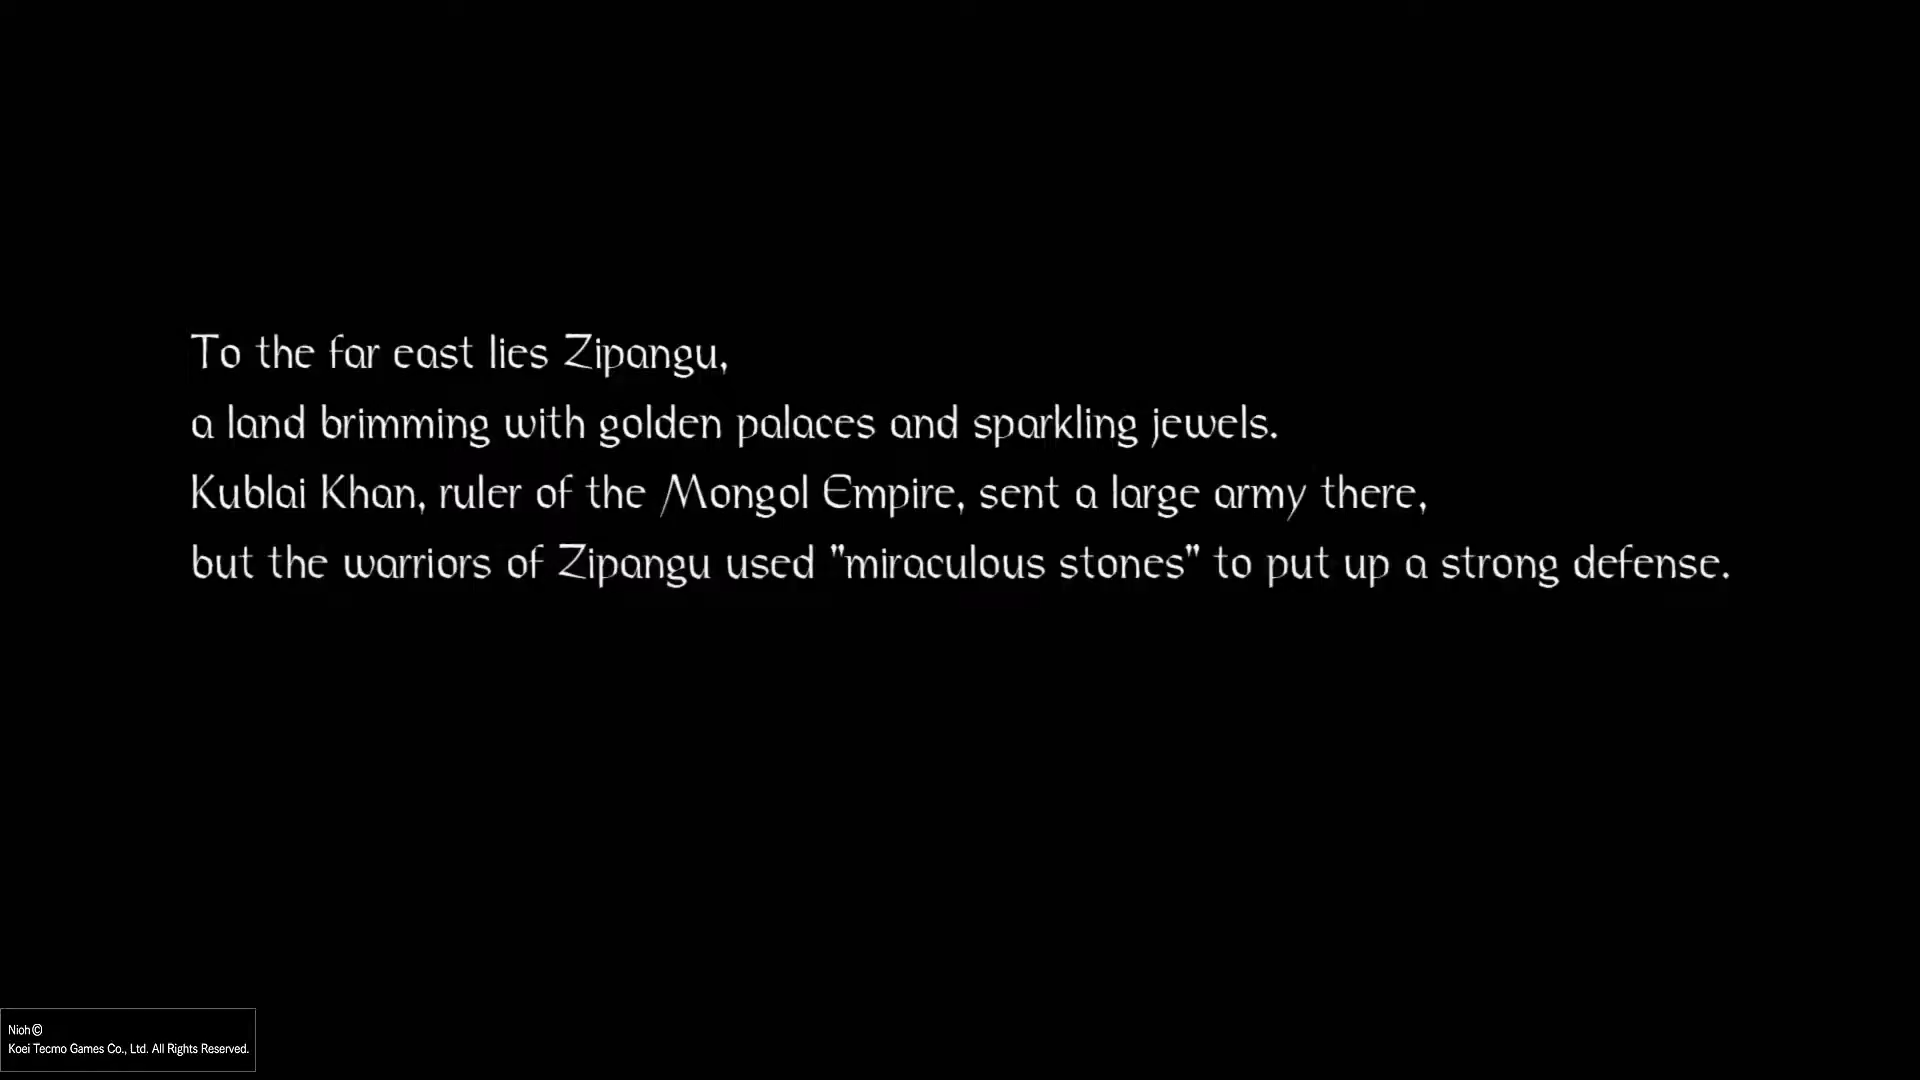 To the far east lies Zipangu,
a land brimming with golden palaces and sparkling jewels.
Kublai Khan, ruler of the Mongol Empire, sent a large army there,
but the warriors of Zipangu used "miraculous stones" to put up a strong defense.
Nioh©
Koei Tecmo Games Co., Ltd. All Rights Reserved.